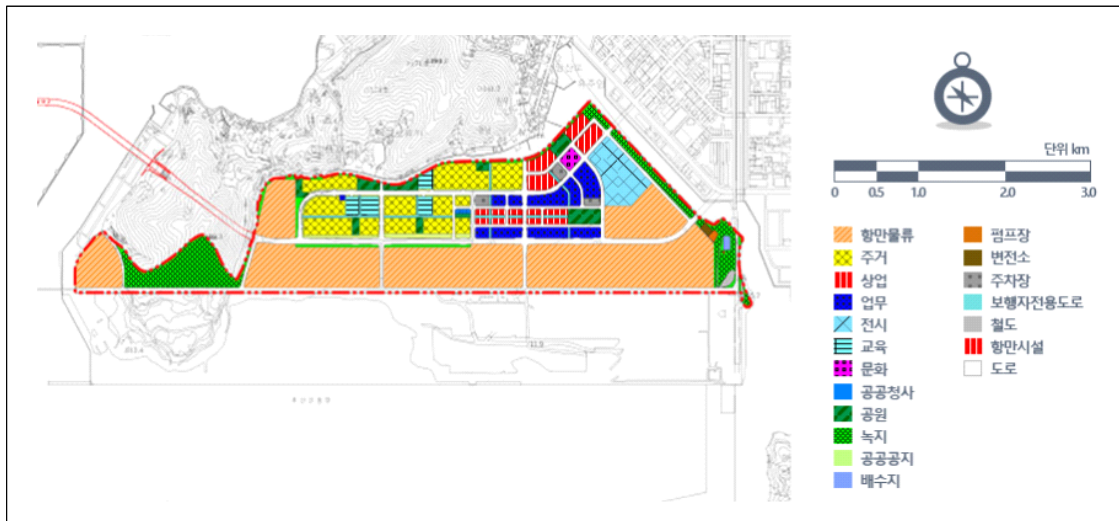 단위 km
0 0.5 1.0 2.0 3.0
항만물류
주거
상업
업무
전시
교육
문화
공공청사
공원
녹지
공공공지
배수지
펌프장
변전소
주차장
보행자전용도로
철도
항만시설
도로